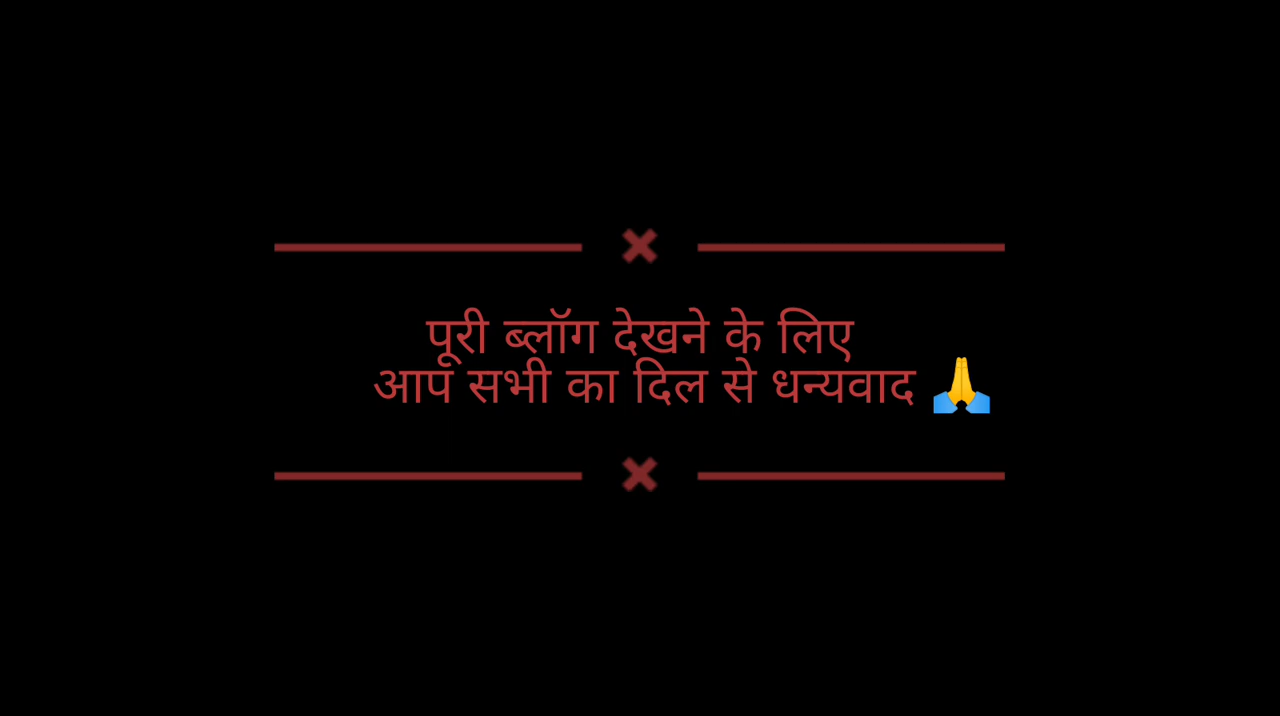 पूरी ब्लॉग देखने के लिए
आप सभी का दिल से धन्यवाद 🙏